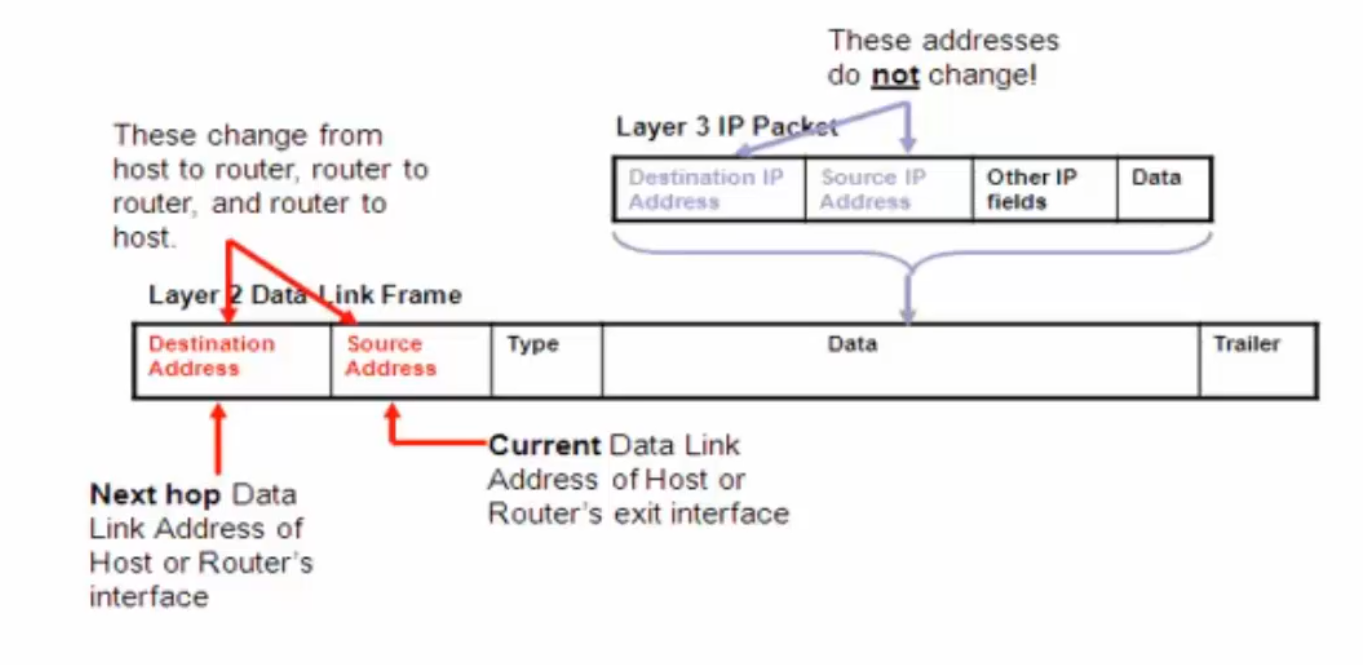 These addresses
do not change!
These change from
host to router, router to
router, and router to
host.
Layer 3 IP Packet
Destination IP
Address
Source IP
Address
Other IP
fields
Data
Layer 2 Data Link Frame
Destination
Address
Source
Address
Type
Data
Trailer
Next hop Data
Link Address of
Host or Router's
interface
Current Data Link
Address of Host or
Router's exit interface